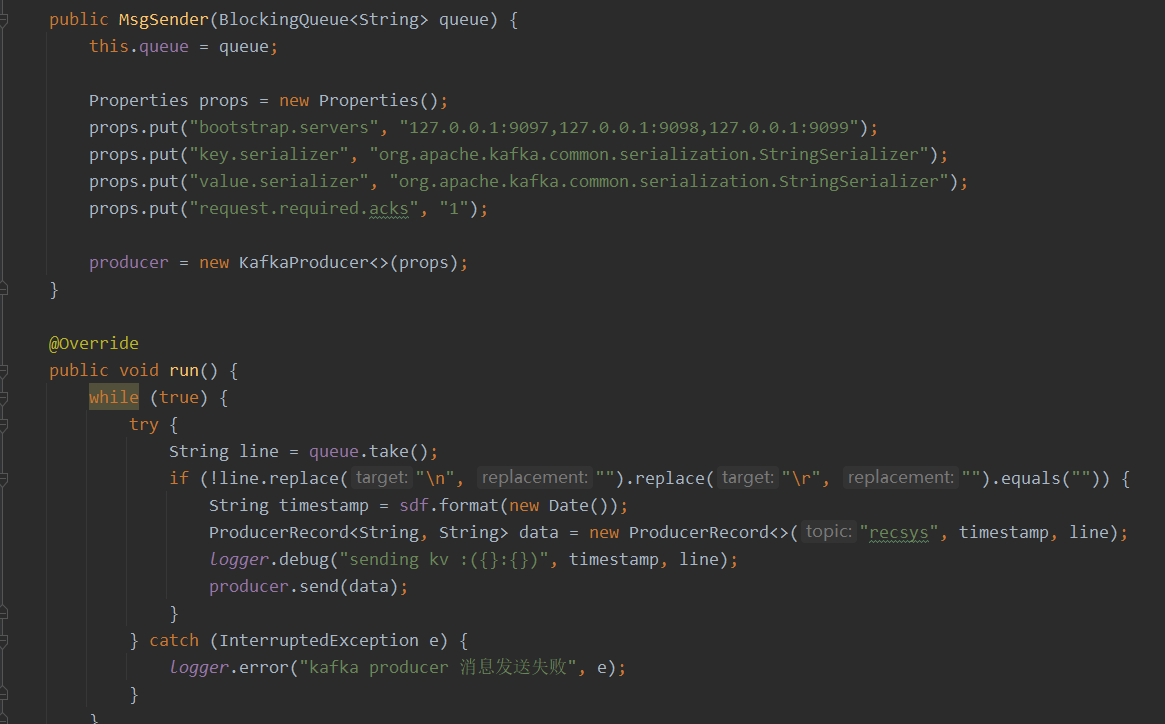 public MsgSender(BlockingQueue<String> queue) {
this.queue = queue;
Properties props = new Properties();
props.put("bootstrap.servers", "127.0.0.1:9097,127.0.0.1:9098,127.0.0.1:9099");
props.put("key.serializer", "org.apache.kafka.common.serialization.StringSerializer");
props.put("value.serializer", "org.apache.kafka.common.serialization.StringSerializer");
props.put("request.required.acks", "1");
producer = new KafkaProducer<>(props);
}
@Override
public void run() {
while (true) {
try {
String line = queue.take();
if (!line.replace( target: "\n", replacement: "").replace( target: "\r", replacement: "").equals("")) {
String timestamp = sdf.format(new Date());
ProducerRecord<String, String> data = new ProducerRecord<>( topic: "recsys", timestamp, line);
logger.debug("sending kv :({}:{})", timestamp, line);
producer.send(data);
}
} catch (InterruptedException e) {
logger.error("kafka producer 消息发送失败", e);
}
}